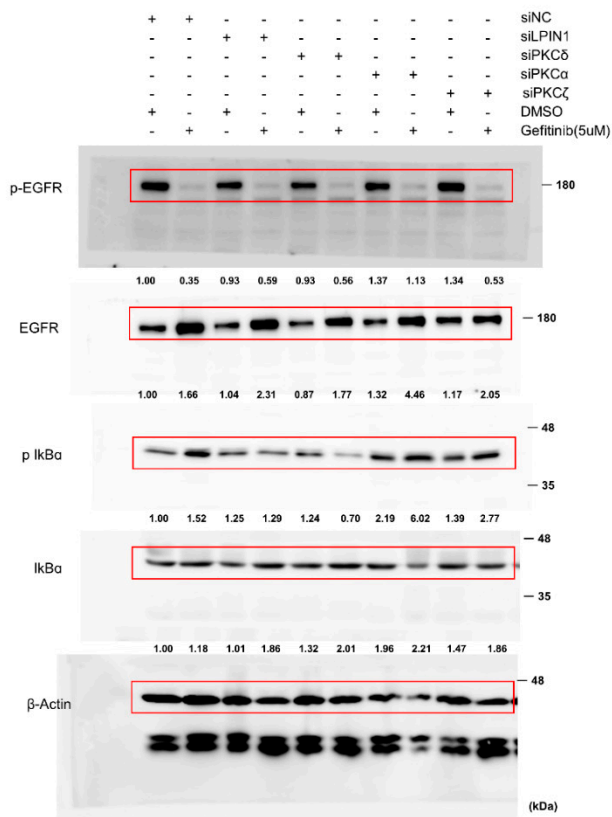 + + - - - - - - - - siNC
- - + + - - - - - - siLPIN1
- - - - + + - - - - siPKCδ
- - - - - - + + - - siPKCα
- - - - - - - - + + siPKCζ
+ - + - + - + - + - DMSO
- + - + - + - + - + Gefitinib(5uM)
p-EGFR — 180
1.00 0.35 0.93 0.59 0.93 0.56 1.37 1.13 1.34 0.53
EGFR — 180
1.00 1.66 1.04 2.31 0.87 1.77 1.32 4.46 1.17 2.05
— 48
p IkBα
— 35
1.00 1.52 1.25 1.29 1.24 0.70 2.19 6.02 1.39 2.77
— 48
IkBα
— 35
1.00 1.18 1.01 1.86 1.32 2.01 1.96 2.21 1.47 1.86
— 48
β-Actin
(kDa)